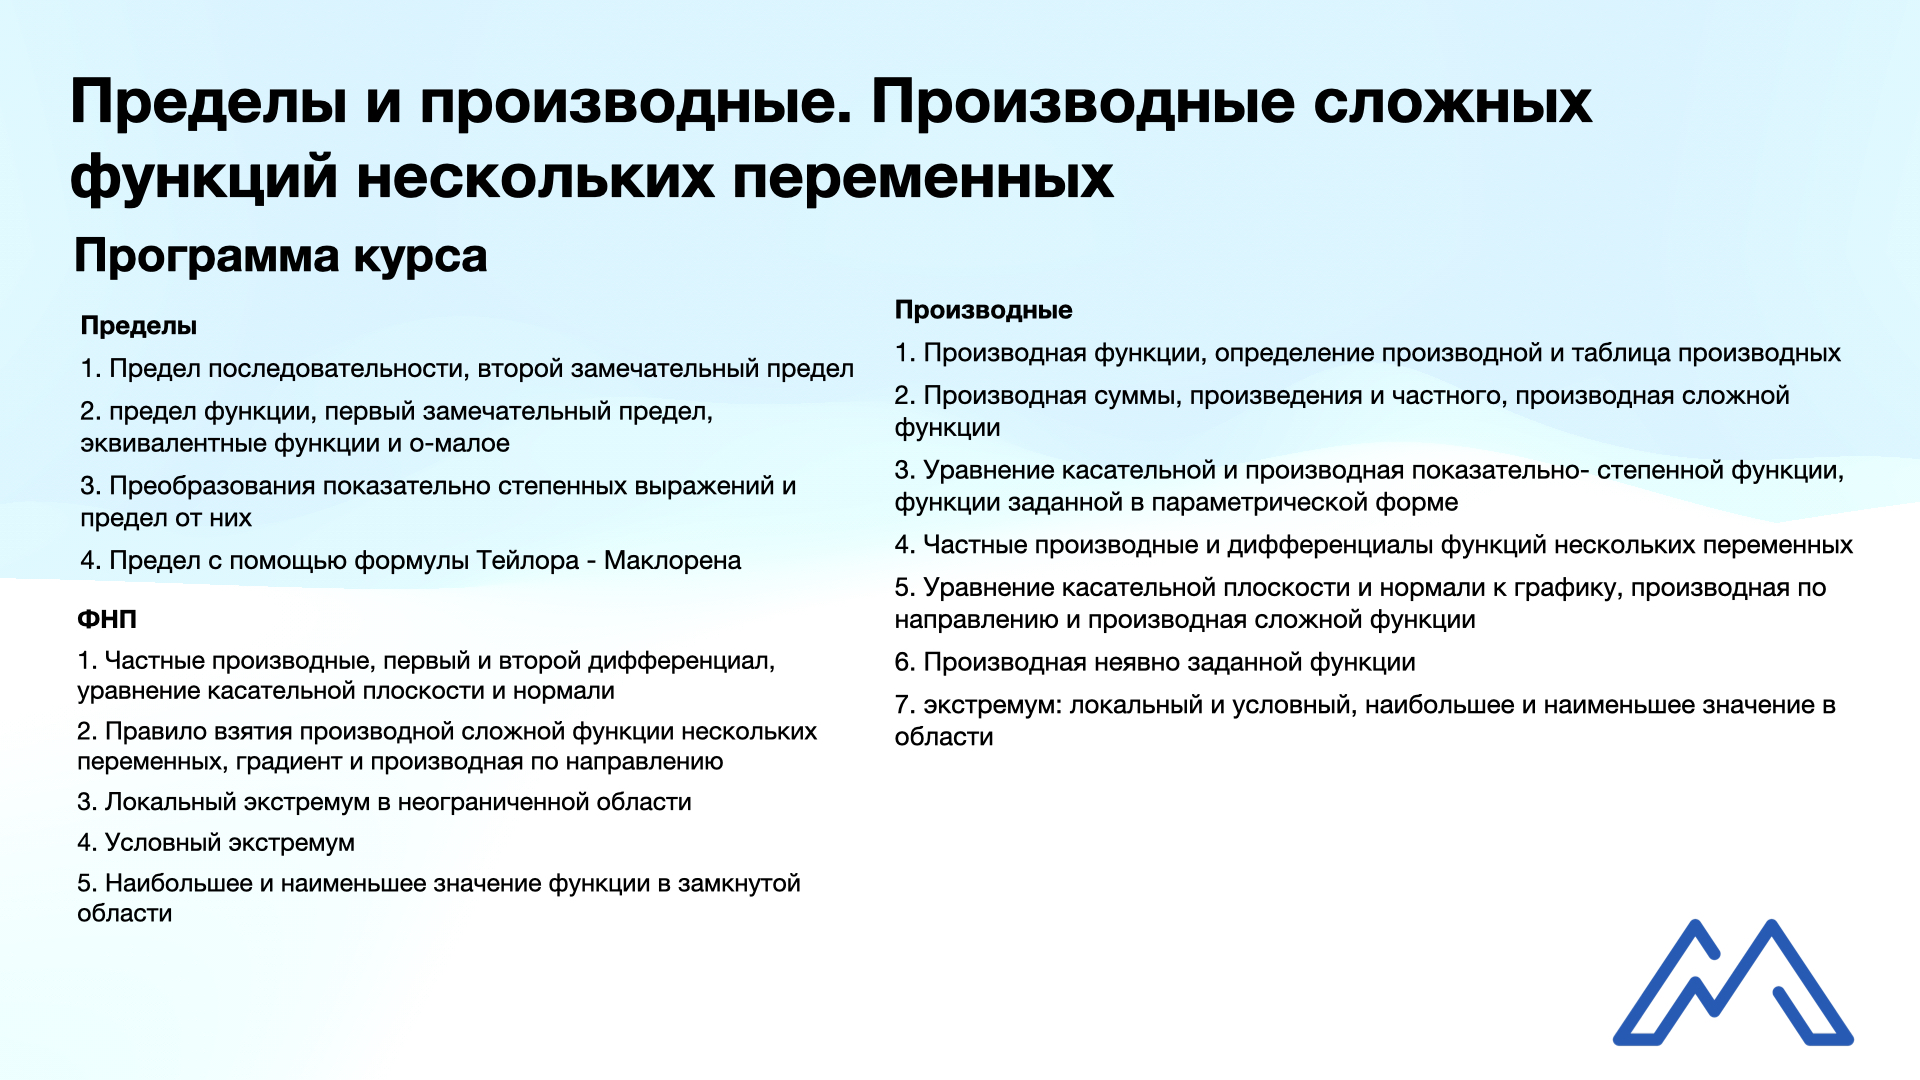 Пределы и производные. Производные сложных
функций нескольких переменных
Программа курса
Пределы
1. Предел последовательности, второй замечательный предел
2. предел функции, первый замечательный предел,
эквивалентные функции и о-малое
3. Преобразования показательно степенных выражений и
предел от них
4. Предел с помощью формулы Тейлора - Маклорена
ФНП
1. Частные производные, первый и второй дифференциал,
уравнение касательной плоскости и нормали
2. Правило взятия производной сложной функции нескольких
переменных, градиент и производная по направлению
3. Локальный экстремум в неограниченной области
4. Условный экстремум
5. Наибольшее и наименьшее значение функции в замкнутой
области
Производные
1. Производная функции, определение производной и таблица производных
2. Производная суммы, произведения и частного, производная сложной
функции
3. Уравнение касательной и производная показательно- степенной функции,
функции заданной в параметрической форме
4. Частные производные и дифференциалы функций нескольких переменных
5. Уравнение касательной плоскости и нормали к графику, производная по
направлению и производная сложной функции
6. Производная неявно заданной функции
7. экстремум: локальный и условный, наибольшее и наименьшее значение в
области